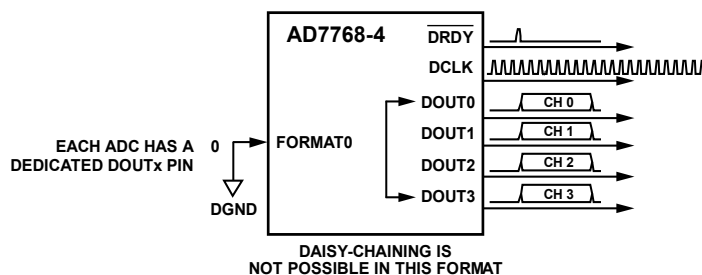 AD7768-4
DRDY
DCLK
DOUT0
CH 0
EACH ADC HAS A
DEDICATED DOUTx PIN
0
FORMAT0
DOUT1
CH 1
DOUT2
CH 2
DGND
DOUT3
CH 3
DAISY-CHAINING IS
NOT POSSIBLE IN THIS FORMAT